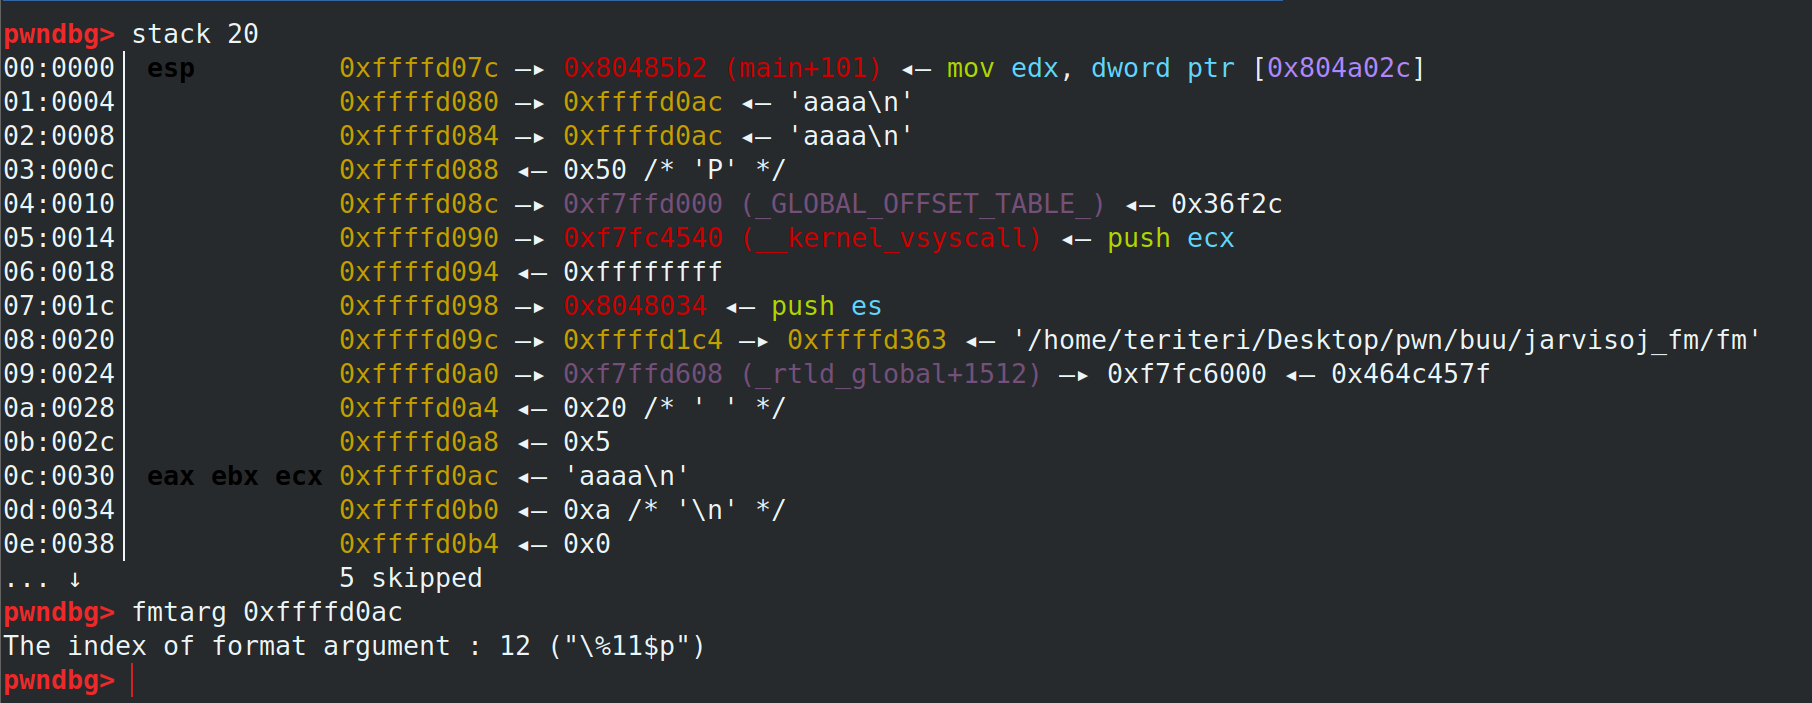 pwndbg> stack 20
00:0000│ esp         0xffffd07c —▸ 0x80485b2 (main+101) ◂— mov edx, dword ptr [0x804a02c]
01:0004│             0xffffd080 —▸ 0xffffd0ac ◂— 'aaaa\n'
02:0008│             0xffffd084 —▸ 0xffffd0ac ◂— 'aaaa\n'
03:000c│             0xffffd088 ◂— 0x50 /* 'P' */
04:0010│             0xffffd08c —▸ 0xf7ffd000 (_GLOBAL_OFFSET_TABLE_) ◂— 0x36f2c
05:0014│             0xffffd090 —▸ 0xf7fc4540 (__kernel_vsyscall) ◂— push ecx
06:0018│             0xffffd094 ◂— 0xffffffff
07:001c│             0xffffd098 —▸ 0x8048034 ◂— push es
08:0020│             0xffffd09c —▸ 0xffffd1c4 —▸ 0xffffd363 ◂— '/home/teriteri/Desktop/pwn/buu/jarvisoj_fm/fm'
09:0024│             0xffffd0a0 —▸ 0xf7ffd608 (_rtld_global+1512) —▸ 0xf7fc6000 ◂— 0x464c457f
0a:0028│             0xffffd0a4 ◂— 0x20 /* ' ' */
0b:002c│             0xffffd0a8 ◂— 0x5
0c:0030│ eax ebx ecx 0xffffd0ac ◂— 'aaaa\n'
0d:0034│             0xffffd0b0 ◂— 0xa /* '\n' */
0e:0038│             0xffffd0b4 ◂— 0x0
... ↓                5 skipped
pwndbg> fmtarg 0xffffd0ac
The index of format argument : 12 ("\%11$p")
pwndbg>